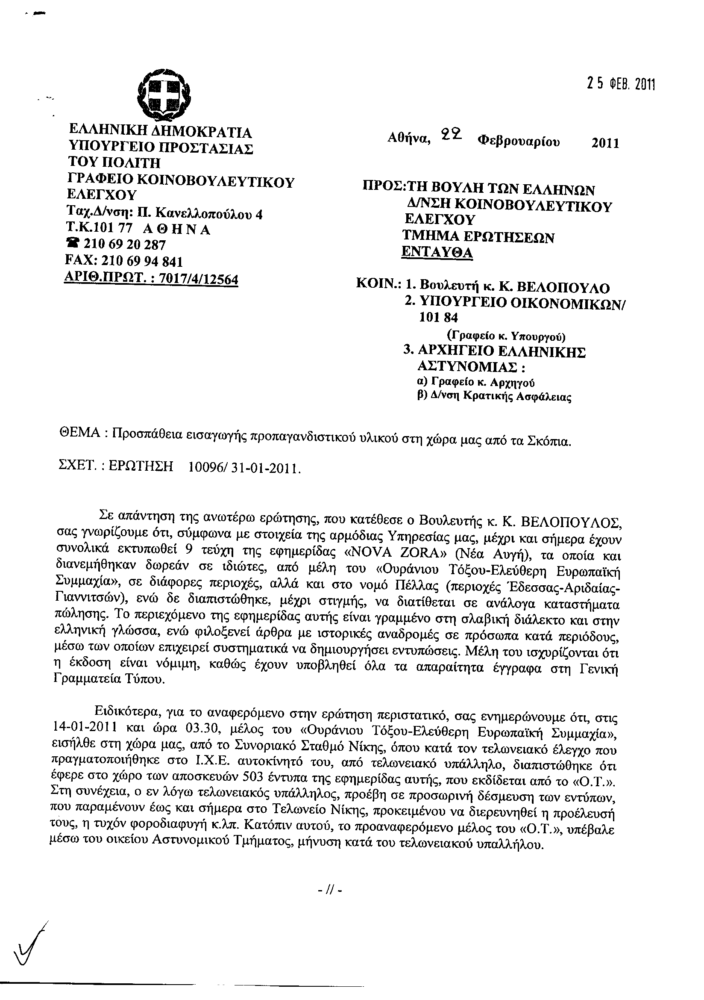 25 ΦΕΒ. 2011
ΕΛΛΗΝΙΚΗ ΔΗΜΟΚΡΑΤΙΑ
ΥΠΟΥΡΓΕΙΟ ΠΡΟΣΤΑΣΙΑΣ
ΤΟΥ ΠΟΛΙΤΗ
ΓΡΑΦΕΙΟ ΚΟΙΝΟΒΟΥΛΕΥΤΙΚΟΥ
ΕΛΕΓΧΟΥ
Ταχ.Δ/νση: Π. Κανελλοπούλου 4
Τ.Κ.101 77 Α Θ Η Ν Α
☎ 210 69 20 287
FAX: 210 69 94 841
ΑΡΙΘ.ΠΡΩΤ. : 7017/4/12564
Αθήνα, 22 Φεβρουαρίου 2011
ΠΡΟΣ:ΤΗ ΒΟΥΛΗ ΤΩΝ ΕΛΛΗΝΩΝ
Δ/ΝΣΗ ΚΟΙΝΟΒΟΥΛΕΥΤΙΚΟΥ
ΕΛΕΓΧΟΥ
ΤΜΗΜΑ ΕΡΩΤΗΣΕΩΝ
ΕΝΤΑΥΘΑ
ΚΟΙΝ.: 1. Βουλευτή κ. Κ. ΒΕΛΟΠΟΥΛΟ
2. ΥΠΟΥΡΓΕΙΟ ΟΙΚΟΝΟΜΙΚΩΝ/
101 84
(Γραφείο κ. Υπουργού)
3. ΑΡΧΗΓΕΙΟ ΕΛΛΗΝΙΚΗΣ
ΑΣΤΥΝΟΜΙΑΣ :
α) Γραφείο κ. Αρχηγού
β) Δ/νση Κρατικής Ασφάλειας
ΘΕΜΑ : Προσπάθεια εισαγωγής προπαγανδιστικού υλικού στη χώρα μας από τα Σκόπια.
ΣΧΕΤ. : ΕΡΩΤΗΣΗ 10096/ 31-01-2011.
Σε απάντηση της ανωτέρω ερώτησης, που κατέθεσε ο Βουλευτής κ. Κ. ΒΕΛΟΠΟΥΛΟΣ,
σας γνωρίζουμε ότι, σύμφωνα με στοιχεία της αρμόδιας Υπηρεσίας μας, μέχρι και σήμερα έχουν
συνολικά εκτυπωθεί 9 τεύχη της εφημερίδας «NOVA ZORA» (Νέα Αυγή), τα οποία και
διανεμήθηκαν δωρεάν σε ιδιώτες, από μέλη του «Ουράνιου Τόξου-Ελεύθερη Ευρωπαϊκή
Συμμαχία», σε διάφορες περιοχές, αλλά και στο νομό Πέλλας (περιοχές Έδεσσας-Αριδαίας-
Γιαννιτσών), ενώ δε διαπιστώθηκε, μέχρι στιγμής, να διατίθεται σε ανάλογα καταστήματα
πώλησης. Το περιεχόμενο της εφημερίδας αυτής είναι γραμμένο στη σλαβική διάλεκτο και στην
ελληνική γλώσσα, ενώ φιλοξενεί άρθρα με ιστορικές αναδρομές σε πρόσωπα κατά περιόδους,
μέσω των οποίων επιχειρεί συστηματικά να δημιουργήσει εντυπώσεις. Μέλη του ισχυρίζονται ότι
η έκδοση είναι νόμιμη, καθώς έχουν υποβληθεί όλα τα απαραίτητα έγγραφα στη Γενική
Γραμματεία Τύπου.
Ειδικότερα, για το αναφερόμενο στην ερώτηση περιστατικό, σας ενημερώνουμε ότι, στις
14-01-2011 και ώρα 03.30, μέλος του «Ουράνιου Τόξου-Ελεύθερη Ευρωπαϊκή Συμμαχία»,
εισήλθε στη χώρα μας, από το Συνοριακό Σταθμό Νίκης, όπου κατά τον τελωνειακό έλεγχο που
πραγματοποιήθηκε στο Ι.Χ.Ε. αυτοκίνητό του, από τελωνειακό υπάλληλο, διαπιστώθηκε ότι
έφερε στο χώρο των αποσκευών 503 έντυπα της εφημερίδας αυτής, που εκδίδεται από το «Ο.Τ.».
Στη συνέχεια, ο εν λόγω τελωνειακός υπάλληλος, προέβη σε προσωρινή δέσμευση των εντύπων,
που παραμένουν έως και σήμερα στο Τελωνείο Νίκης, προκειμένου να διερευνηθεί η προέλευσή
τους, η τυχόν φοροδιαφυγή κ.λπ. Κατόπιν αυτού, το προαναφερόμενο μέλος του «Ο.Τ.», υπέβαλε
μέσω του οικείου Αστυνομικού Τμήματος, μήνυση κατά του τελωνειακού υπαλλήλου.
- // -